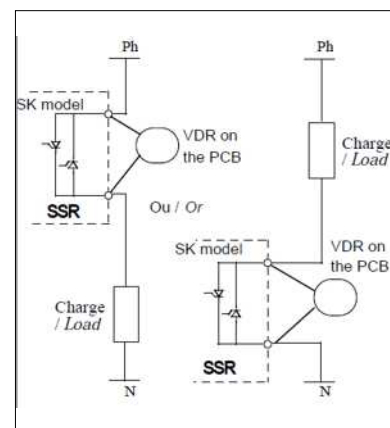 Ph
SK model
VDR on
the PCB
SSR
Ou / Or
Charge
/ Load
N
Ph
Charge
/ Load
SK model
VDR on
the PCB
SSR
N